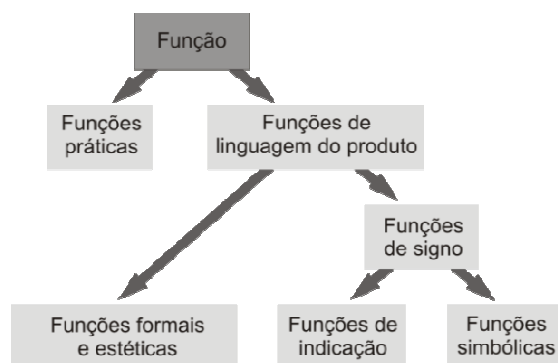 Função
Funções
práticas
Funções de
linguagem do produto
Funções
de signo
Funções formais
e estéticas
Funções de
indicação
Funções
simbólicas